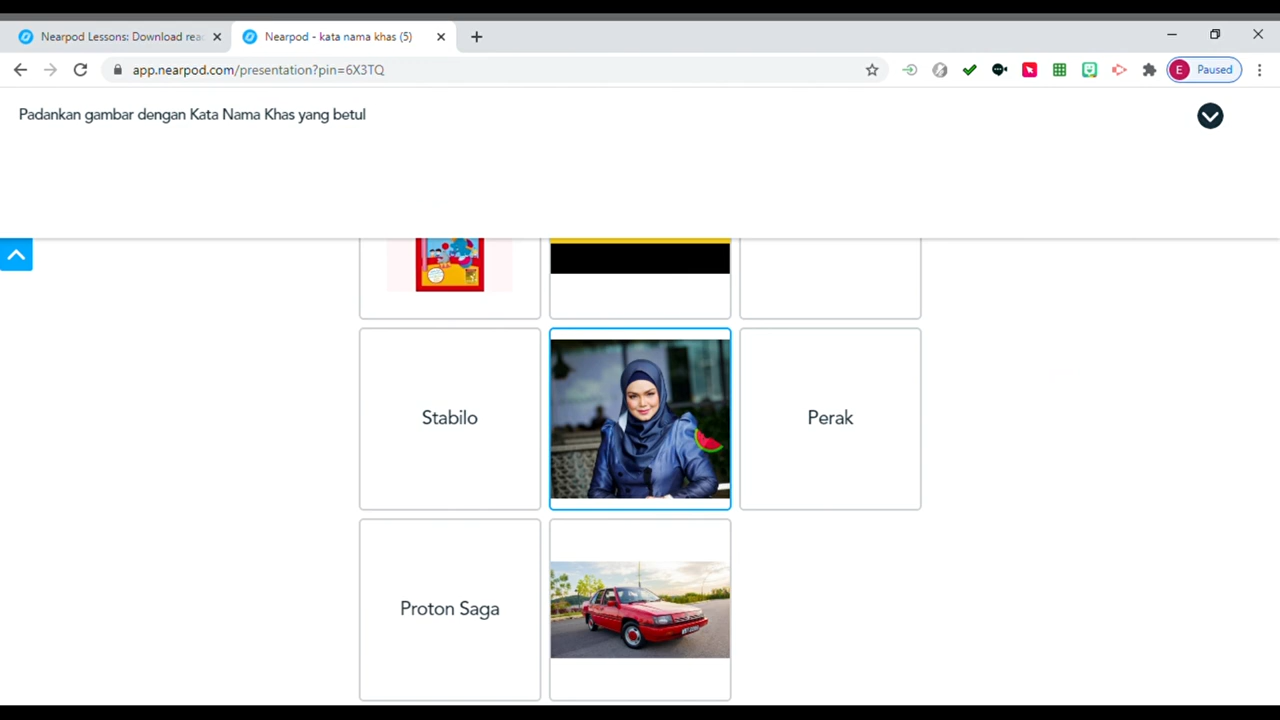 Nearpod Lessons: Download rea
Nearpod - kata nama khas (5)
app.nearpod.com/presentation?pin=6X3TQ
E
Paused
Padankan gambar dengan Kata Nama Khas yang betul
Stabilo
Perak
Proton Saga